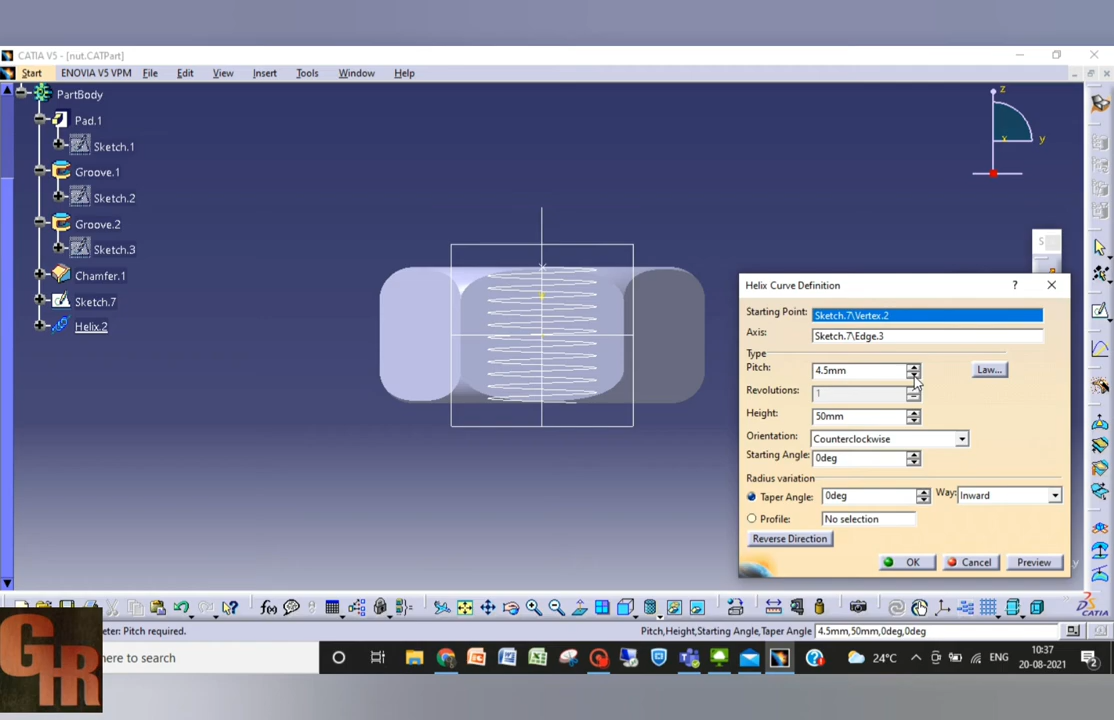 CATIA V5 - [nut.CATPart]
Start ENOVIA V5 VPM File Edit View Insert Tools Window Help
PartBody
Pad.1
Sketch.1
Groove.1
Sketch.2
Groove.2
Sketch.3
Chamfer.1
Sketch.7
Helix.2
z
x
y
S
Helix Curve Definition
?
Starting Point: Sketch.7\Vertex.2
Axis: Sketch.7\Edge.3
Type
Pitch: 4.5mm Law...
Revolutions: 1
Height: 50mm
Orientation: Counterclockwise
Starting Angle: 0deg
Radius variation
Taper Angle: 0deg Way: Inward
Profile: No selection
Reverse Direction
OK Cancel Preview
y
f(x)
CATIA
eter: Pitch required.
Pitch,Height,Starting Angle,Taper Angle 4.5mm,50mm,0deg,0deg
GHR
here to search
24°C ENG
10:37
20-08-2021
2